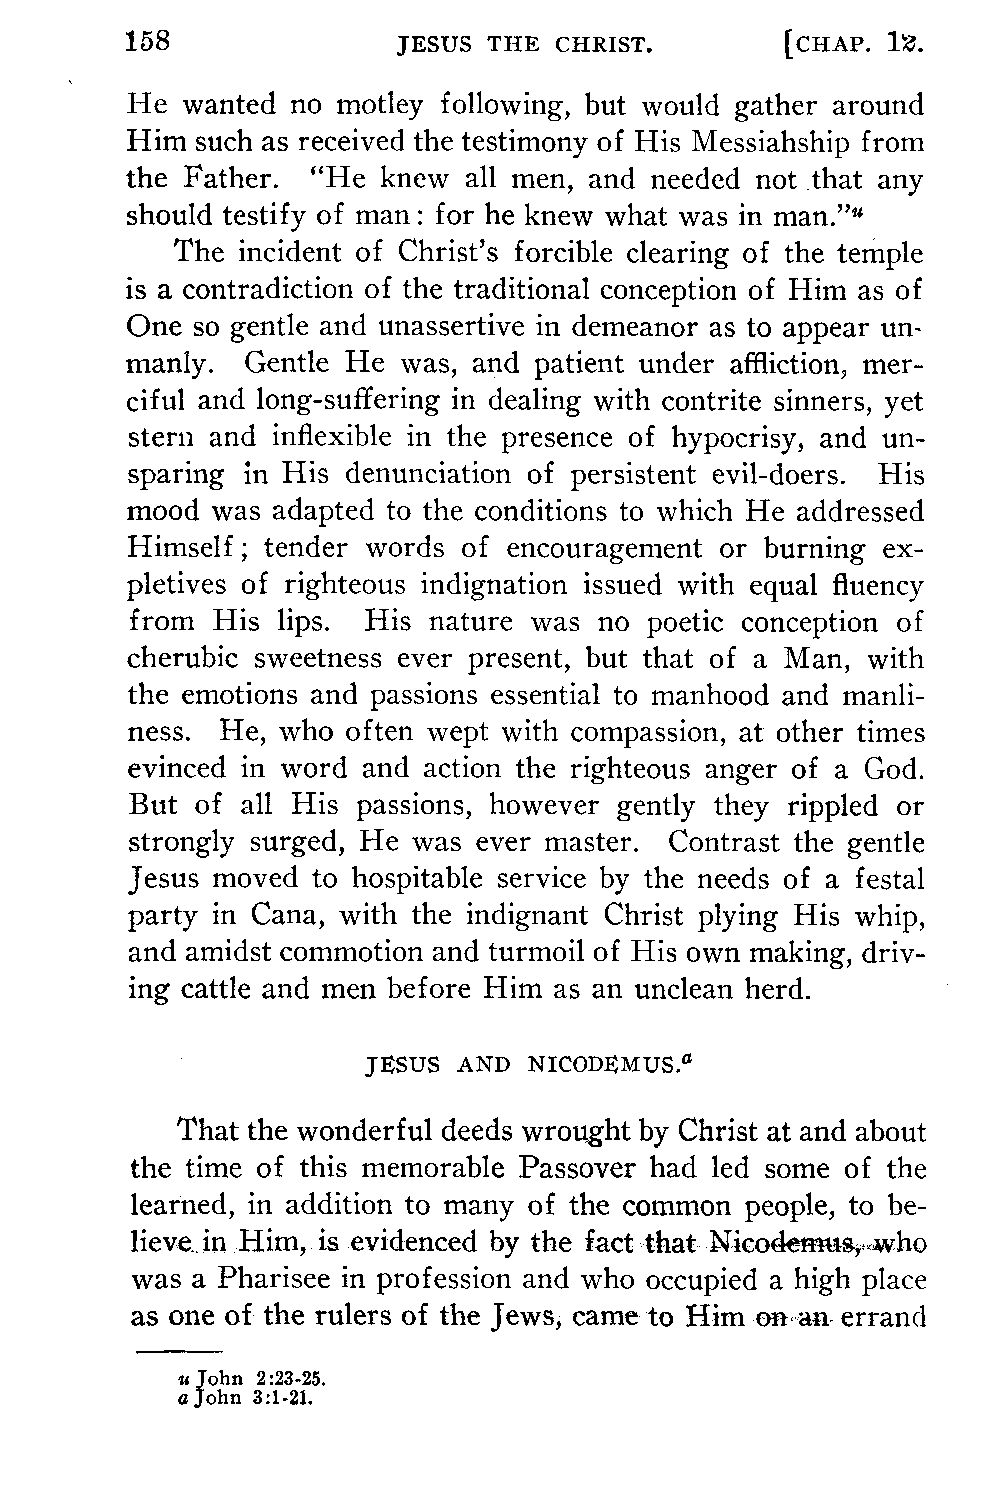 158 JESUS THE CHRIST. [CHAP. 12.
He wanted no motley following, but would gather around
Him such as received the testimony of His Messiahship from
the Father. "He knew all men, and needed not that any
should testify of man: for he knew what was in man."u
The incident of Christ's forcible clearing of the temple
is a contradiction of the traditional conception of Him as of
One so gentle and unassertive in demeanor as to appear un-
manly. Gentle He was, and patient under affliction, mer-
ciful and long-suffering in dealing with contrite sinners, yet
stern and inflexible in the presence of hypocrisy, and un-
sparing in His denunciation of persistent evil-doers. His
mood was adapted to the conditions to which He addressed
Himself; tender words of encouragement or burning ex-
pletives of righteous indignation issued with equal fluency
from His lips. His nature was no poetic conception of
cherubic sweetness ever present, but that of a Man, with
the emotions and passions essential to manhood and manli-
ness. He, who often wept with compassion, at other times
evinced in word and action the righteous anger of a God.
But of all His passions, however gently they rippled or
strongly surged, He was ever master. Contrast the gentle
Jesus moved to hospitable service by the needs of a festal
party in Cana, with the indignant Christ plying His whip,
and amidst commotion and turmoil of His own making, driv-
ing cattle and men before Him as an unclean herd.
JESUS AND NICODEMUS.a
That the wonderful deeds wrought by Christ at and about
the time of this memorable Passover had led some of the
learned, in addition to many of the common people, to be-
lieve in Him, is evidenced by the fact that Nicodemus, who
was a Pharisee in profession and who occupied a high place
as one of the rulers of the Jews, came to Him on an errand
u John 2:23-25.
a John 3:1-21.